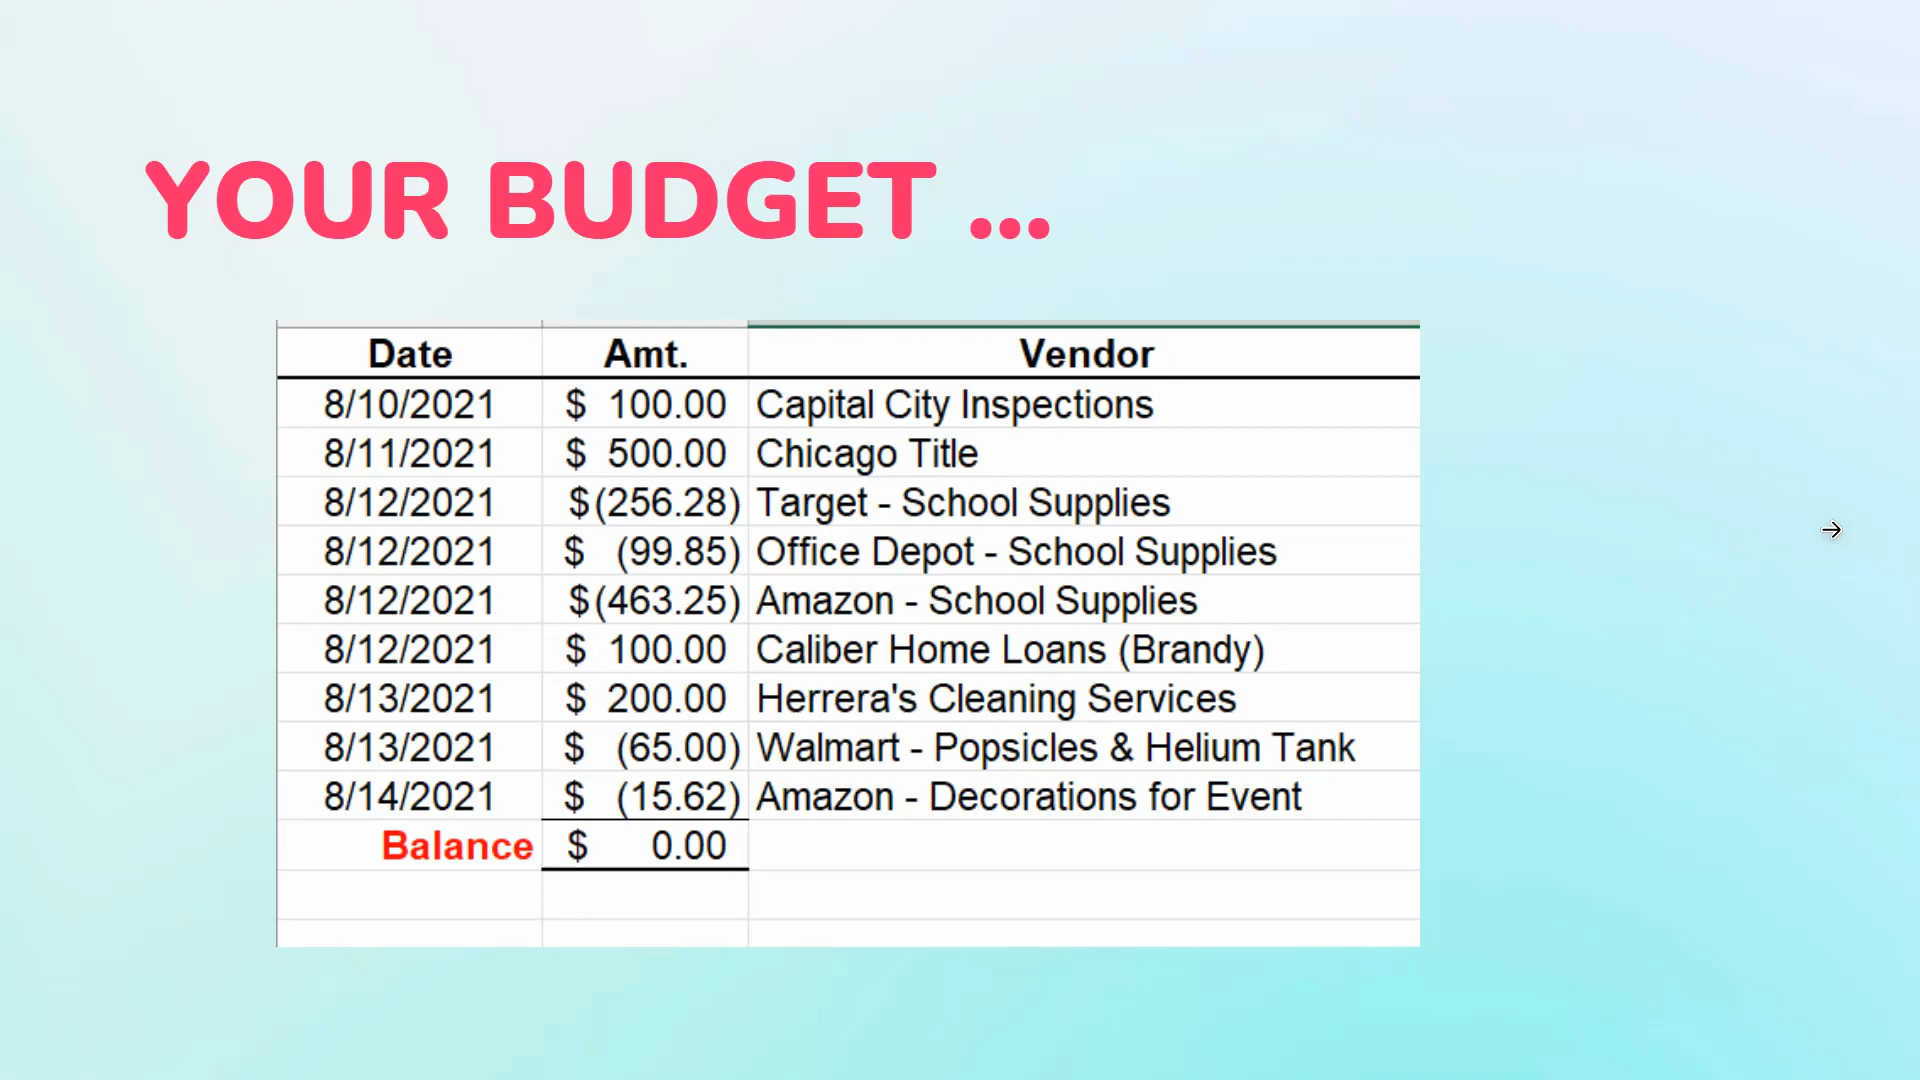 YOUR BUDGET ...
Date Amt. Vendor
8/10/2021 $ 100.00 Capital City Inspections
8/11/2021 $ 500.00 Chicago Title
8/12/2021 $(256.28) Target - School Supplies
8/12/2021 $ (99.85) Office Depot - School Supplies
8/12/2021 $(463.25) Amazon - School Supplies
8/12/2021 $ 100.00 Caliber Home Loans (Brandy)
8/13/2021 $ 200.00 Herrera's Cleaning Services
8/13/2021 $ (65.00) Walmart - Popsicles & Helium Tank
8/14/2021 $ (15.62) Amazon - Decorations for Event
Balance $ 0.00